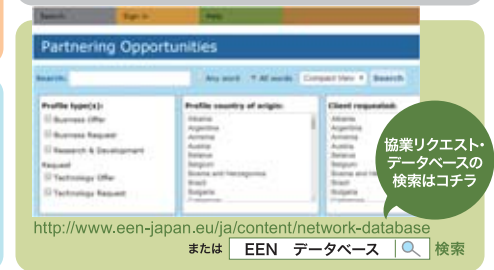 Search Sign in Help
Partnering Opportunities
Search: Any word All words Compact View Search
Profile type(s): Profile country of origin: Client requested:
Business Offer
Business Request
Research & Development Request
Technology Offer
Technology Request
Albania
Argentina
Armenia
Austria
Belarus
Belgium
Bosnia and Herzegovina
Brazil
Bulgaria
Albania
Argentina
Armenia
Austria
Belarus
Belgium
Brazil
Bulgaria
協業リクエスト・
データベースの
検索はコチラ
http://www.een-japan.eu/ja/content/network-database
または EEN データベース 検索